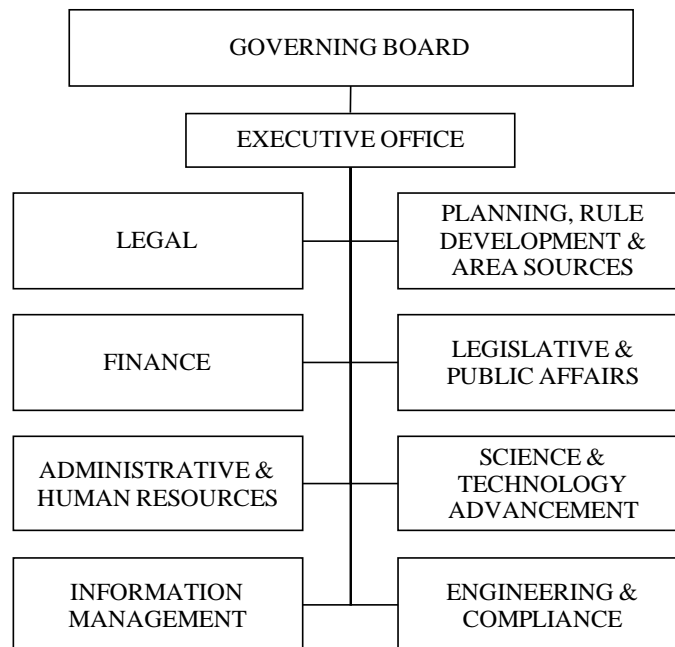 GOVERNING BOARD
EXECUTIVE OFFICE
LEGAL
PLANNING, RULE
DEVELOPMENT &
AREA SOURCES
FINANCE
LEGISLATIVE &
PUBLIC AFFAIRS
ADMINISTRATIVE &
HUMAN RESOURCES
SCIENCE &
TECHNOLOGY
ADVANCEMENT
INFORMATION
MANAGEMENT
ENGINEERING &
COMPLIANCE